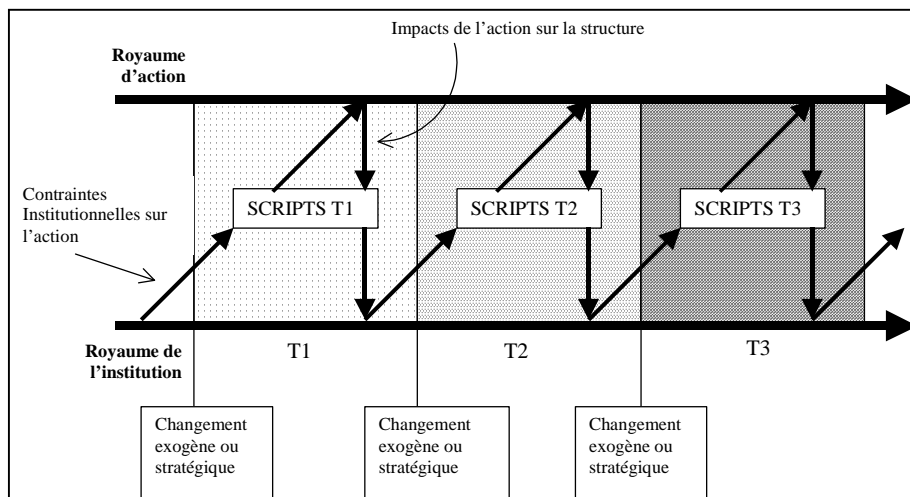 Impacts de l'action sur la structure
Royaume
d'action
Contraintes
Institutionnelles sur
l'action
SCRIPTS T1
SCRIPTS T2
SCRIPTS T3
Royaume de
l'institution
T1
T2
T3
Changement
exogène ou
stratégique
Changement
exogène ou
stratégique
Changement
exogène ou
stratégique